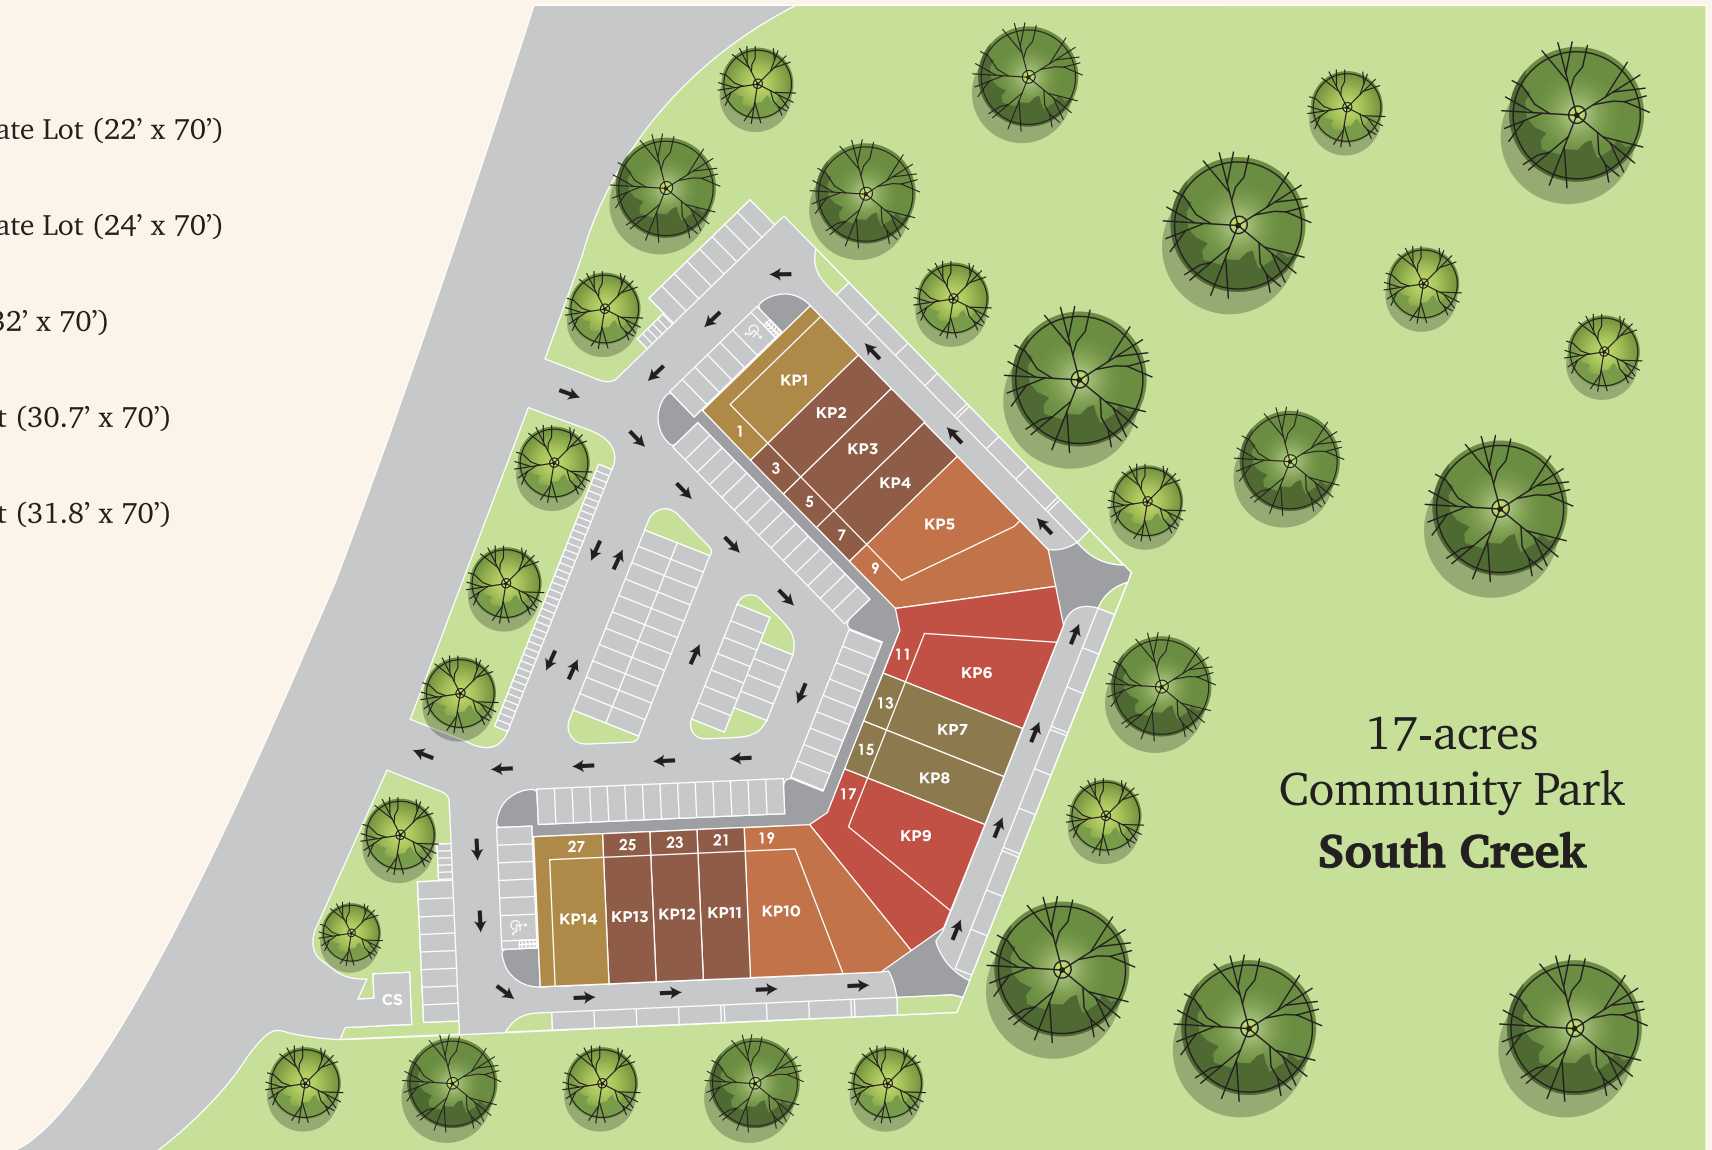 ate Lot (22’ x 70’)
ate Lot (24’ x 70’)
32’ x 70’)
t (30.7’ x 70’)
t (31.8’ x 70’)
KP1
1
KP2
3
KP3
5
KP4
7
KP5
9
11
KP6
13
KP7
15
KP8
17
KP9
27
25
23
21
19
KP14
KP13
KP12
KP11
KP10
CS
17-acres
Community Park
South Creek